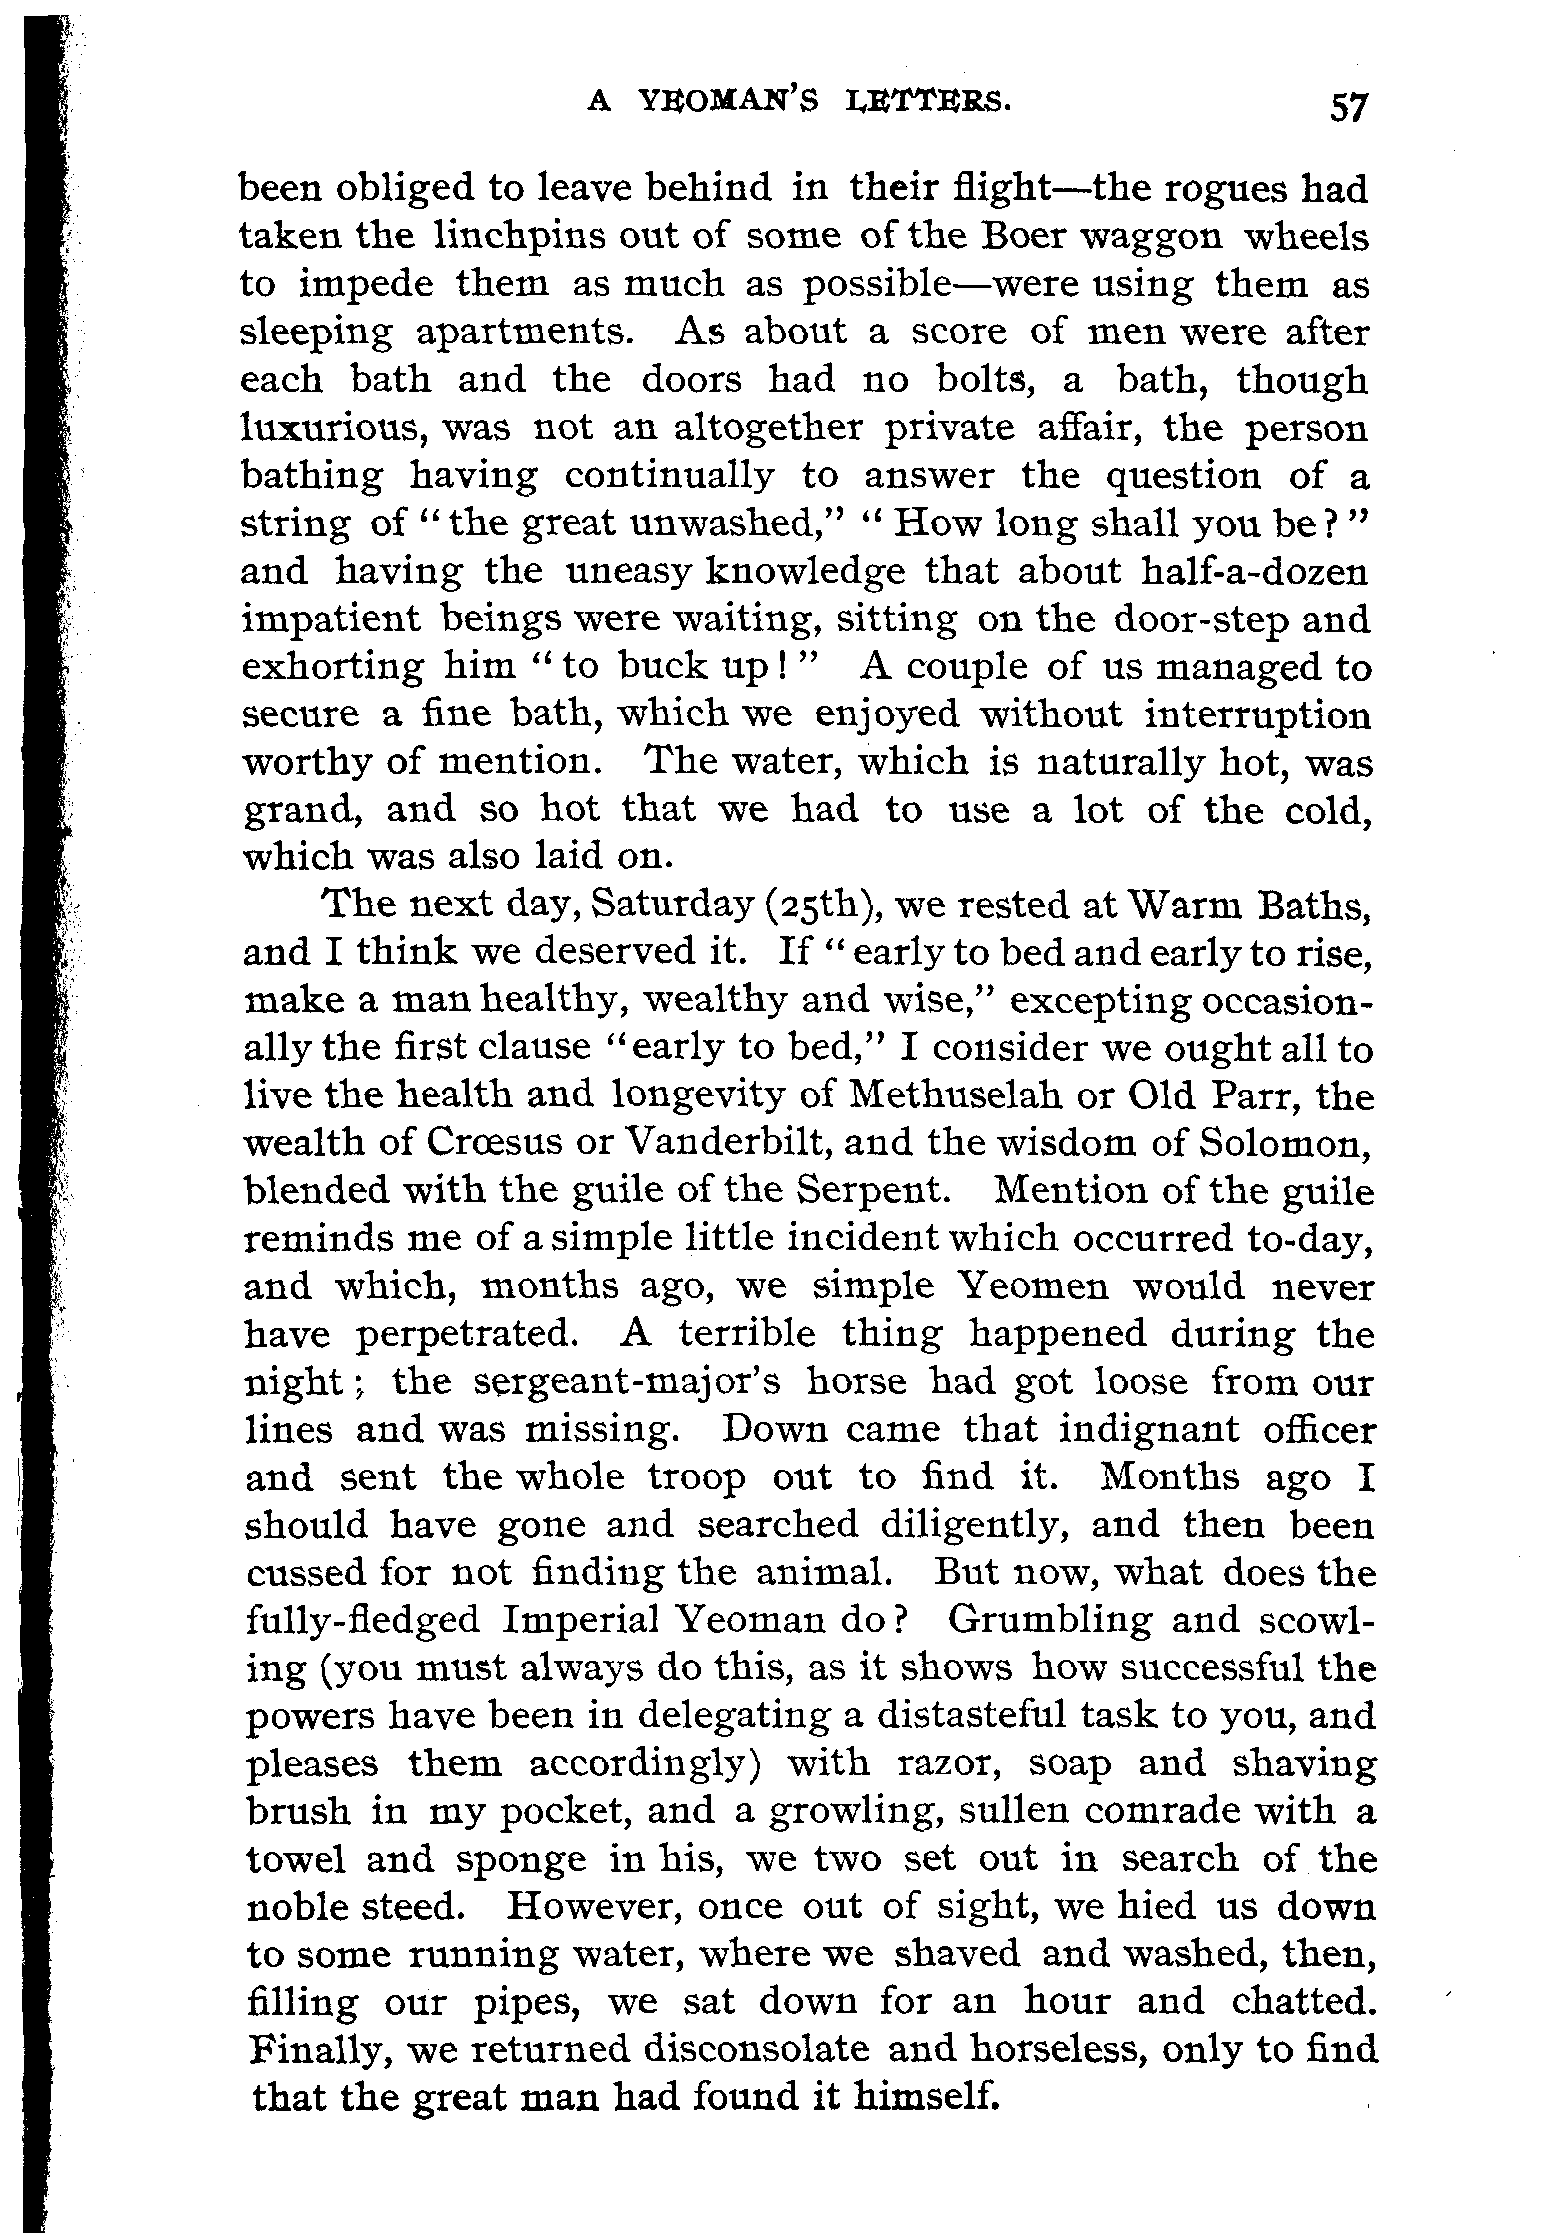 A YEOMAN'S LETTERS. 57
been obliged to leave behind in their flight—the rogues had
taken the linchpins out of some of the Boer waggon wheels
to impede them as much as possible—were using them as
sleeping apartments. As about a score of men were after
each bath and the doors had no bolts, a bath, though
luxurious, was not an altogether private affair, the person
bathing having continually to answer the question of a
string of "the great unwashed," "How long shall you be?"
and having the uneasy knowledge that about half-a-dozen
impatient beings were waiting, sitting on the door-step and
exhorting him "to buck up!" A couple of us managed to
secure a fine bath, which we enjoyed without interruption
worthy of mention. The water, which is naturally hot, was
grand, and so hot that we had to use a lot of the cold,
which was also laid on.
The next day, Saturday (25th), we rested at Warm Baths,
and I think we deserved it. If "early to bed and early to rise,
make a man healthy, wealthy and wise," excepting occasion-
ally the first clause "early to bed," I consider we ought all to
live the health and longevity of Methuselah or Old Parr, the
wealth of Crœsus or Vanderbilt, and the wisdom of Solomon,
blended with the guile of the Serpent. Mention of the guile
reminds me of a simple little incident which occurred to-day,
and which, months ago, we simple Yeomen would never
have perpetrated. A terrible thing happened during the
night; the sergeant-major's horse had got loose from our
lines and was missing. Down came that indignant officer
and sent the whole troop out to find it. Months ago I
should have gone and searched diligently, and then been
cussed for not finding the animal. But now, what does the
fully-fledged Imperial Yeoman do? Grumbling and scowl-
ing (you must always do this, as it shows how successful the
powers have been in delegating a distasteful task to you, and
pleases them accordingly) with razor, soap and shaving
brush in my pocket, and a growling, sullen comrade with a
towel and sponge in his, we two set out in search of the
noble steed. However, once out of sight, we hied us down
to some running water, where we shaved and washed, then,
filling our pipes, we sat down for an hour and chatted.
Finally, we returned disconsolate and horseless, only to find
that the great man had found it himself.